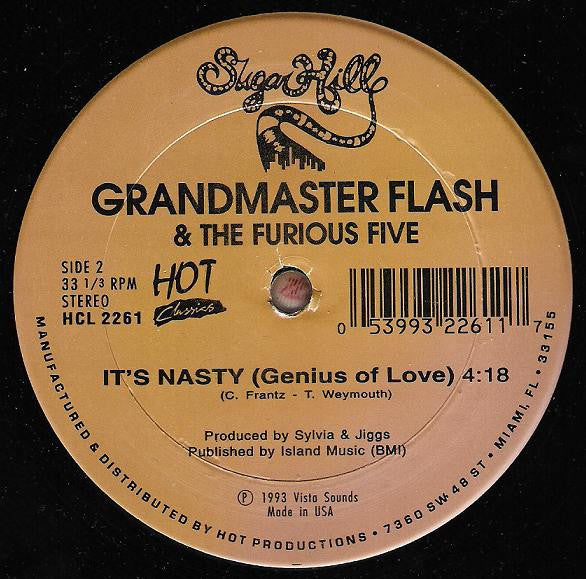 Sugar Hill
GRANDMASTER FLASH
& THE FURIOUS FIVE
SIDE 2
33 1/3 RPM
STEREO
HCL 2261
HOT
Classics
0 53993 22611 7
IT'S NASTY (Genius of Love) 4:18
(C. Frantz - T. Weymouth)
Produced by Sylvia & Jiggs
Published by Island Music (BMI)
Ⓟ 1993 Vista Sounds
Made in USA
MANUFACTURED & DISTRIBUTED BY HOT PRODUCTIONS • 7360 SW 48 ST • MIAMI, FL • 33155